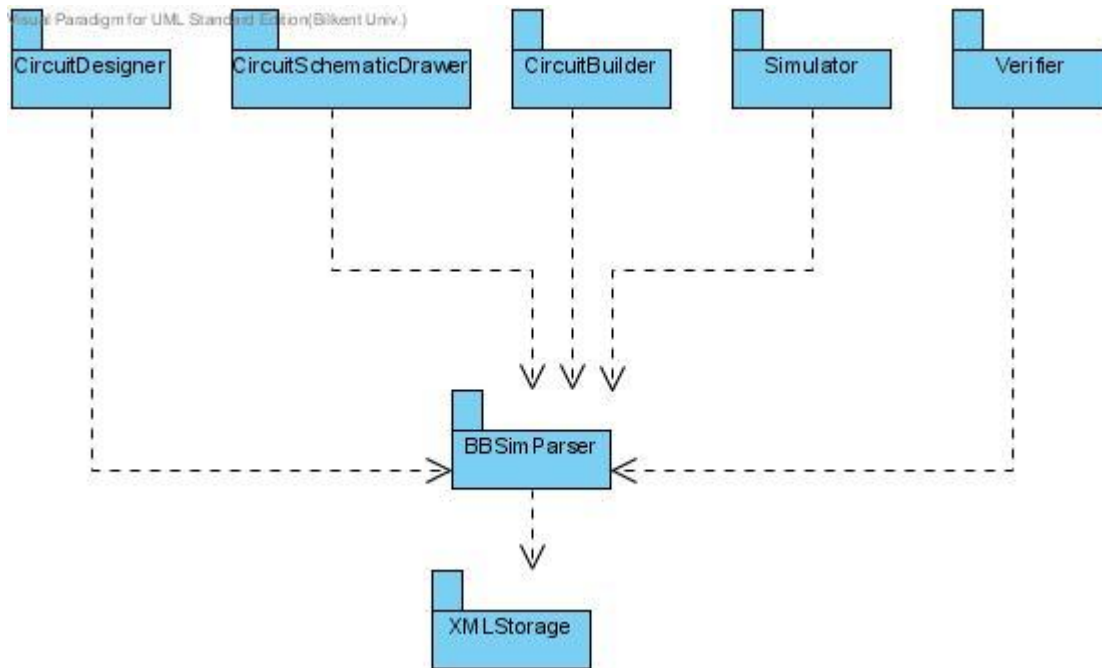 Visual Paradigm for UML Standard Edition(Bilkent Univ.)
CircuitDesigner
CircuitSchematicDrawer
CircuitBuilder
Simulator
Verifier
BBSimParser
XMLStorage